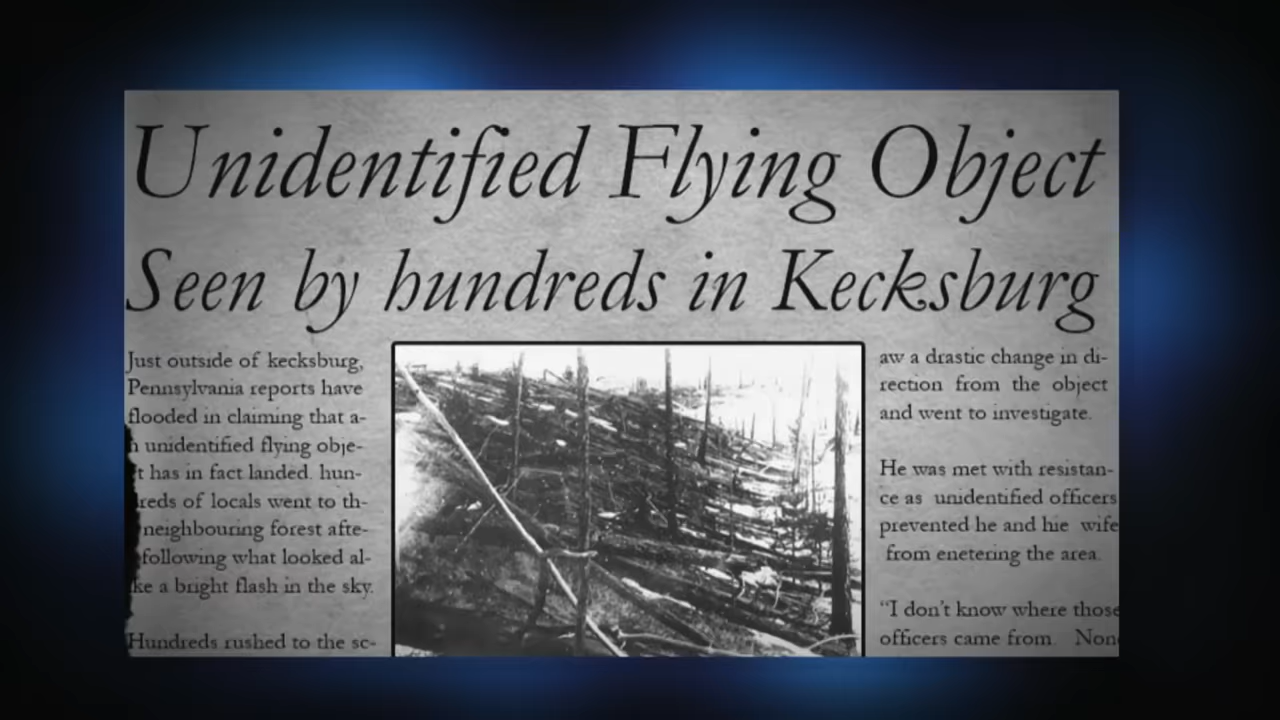 Unidentified Flying Object
Seen by hundreds in Kecksburg
Just outside of kecksburg,
Pennsylvania reports have
flooded in claiming that a-
n unidentified flying obje-
t has in fact landed. hun-
reds of locals went to th-
neighbouring forest afte-
following what looked al-
ke a bright flash in the sky.
Hundreds rushed to the sc-
aw a drastic change in di-
rection from the object
and went to investigate.
He was met with resistan-
ce as unidentified officers
prevented he and hie wife
from enetering the area.
“I don't know where those
officers came from. Non